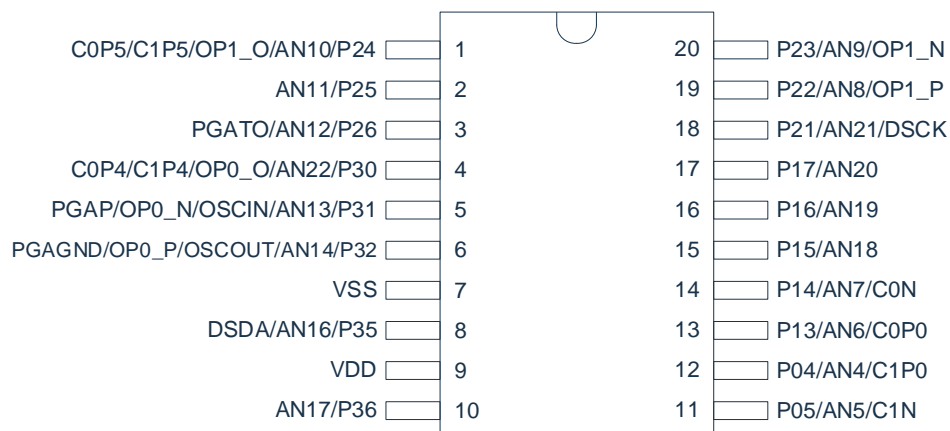 C0P5/C1P5/OP1_O/AN10/P24 1 20 P23/AN9/OP1_N
AN11/P25 2 19 P22/AN8/OP1_P
PGATO/AN12/P26 3 18 P21/AN21/DSCK
C0P4/C1P4/OP0_O/AN22/P30 4 17 P17/AN20
PGAP/OP0_N/OSCIN/AN13/P31 5 16 P16/AN19
PGAGND/OP0_P/OSCOUT/AN14/P32 6 15 P15/AN18
VSS 7 14 P14/AN7/C0N
DSDA/AN16/P35 8 13 P13/AN6/C0P0
VDD 9 12 P04/AN4/C1P0
AN17/P36 10 11 P05/AN5/C1N